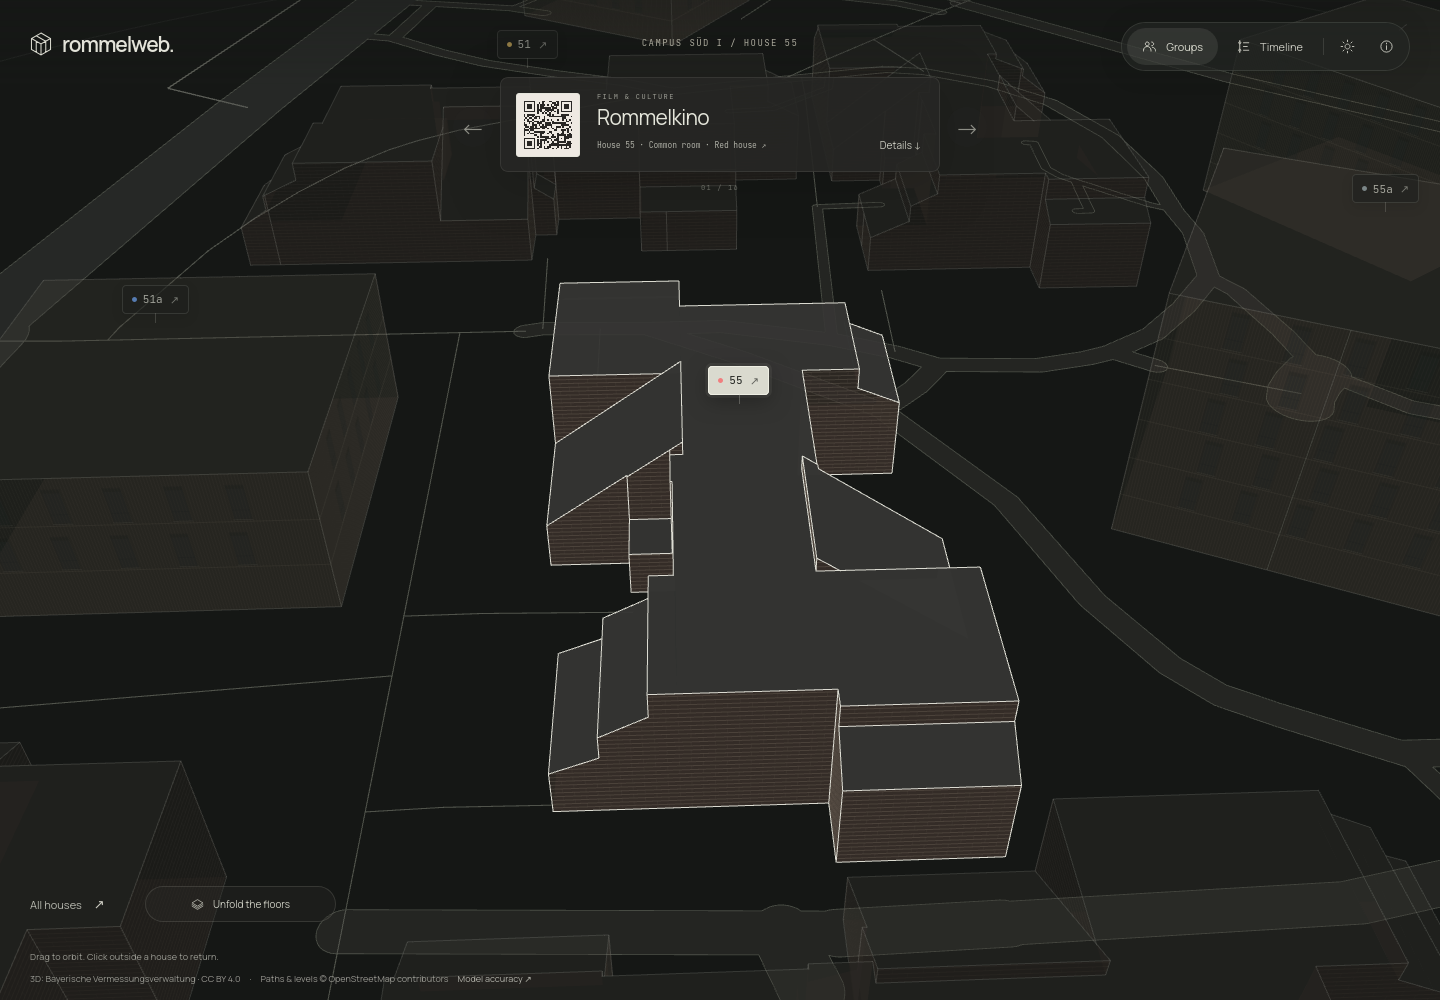 rommelweb.
51 ↗
CAMPUS SÜD I / HOUSE 55
Groups
Timeline
FILM & CULTURE
Rommelkino
House 55 · Common room · Red house ↗
Details ↓
55a ↗
51a ↗
55 ↗
All houses ↗
Unfold the floors
Drag to orbit. Click outside a house to return.
3D: Bayerische Vermessungsverwaltung · CC BY 4.0 · Paths & levels © OpenStreetMap contributors Model accuracy ↗